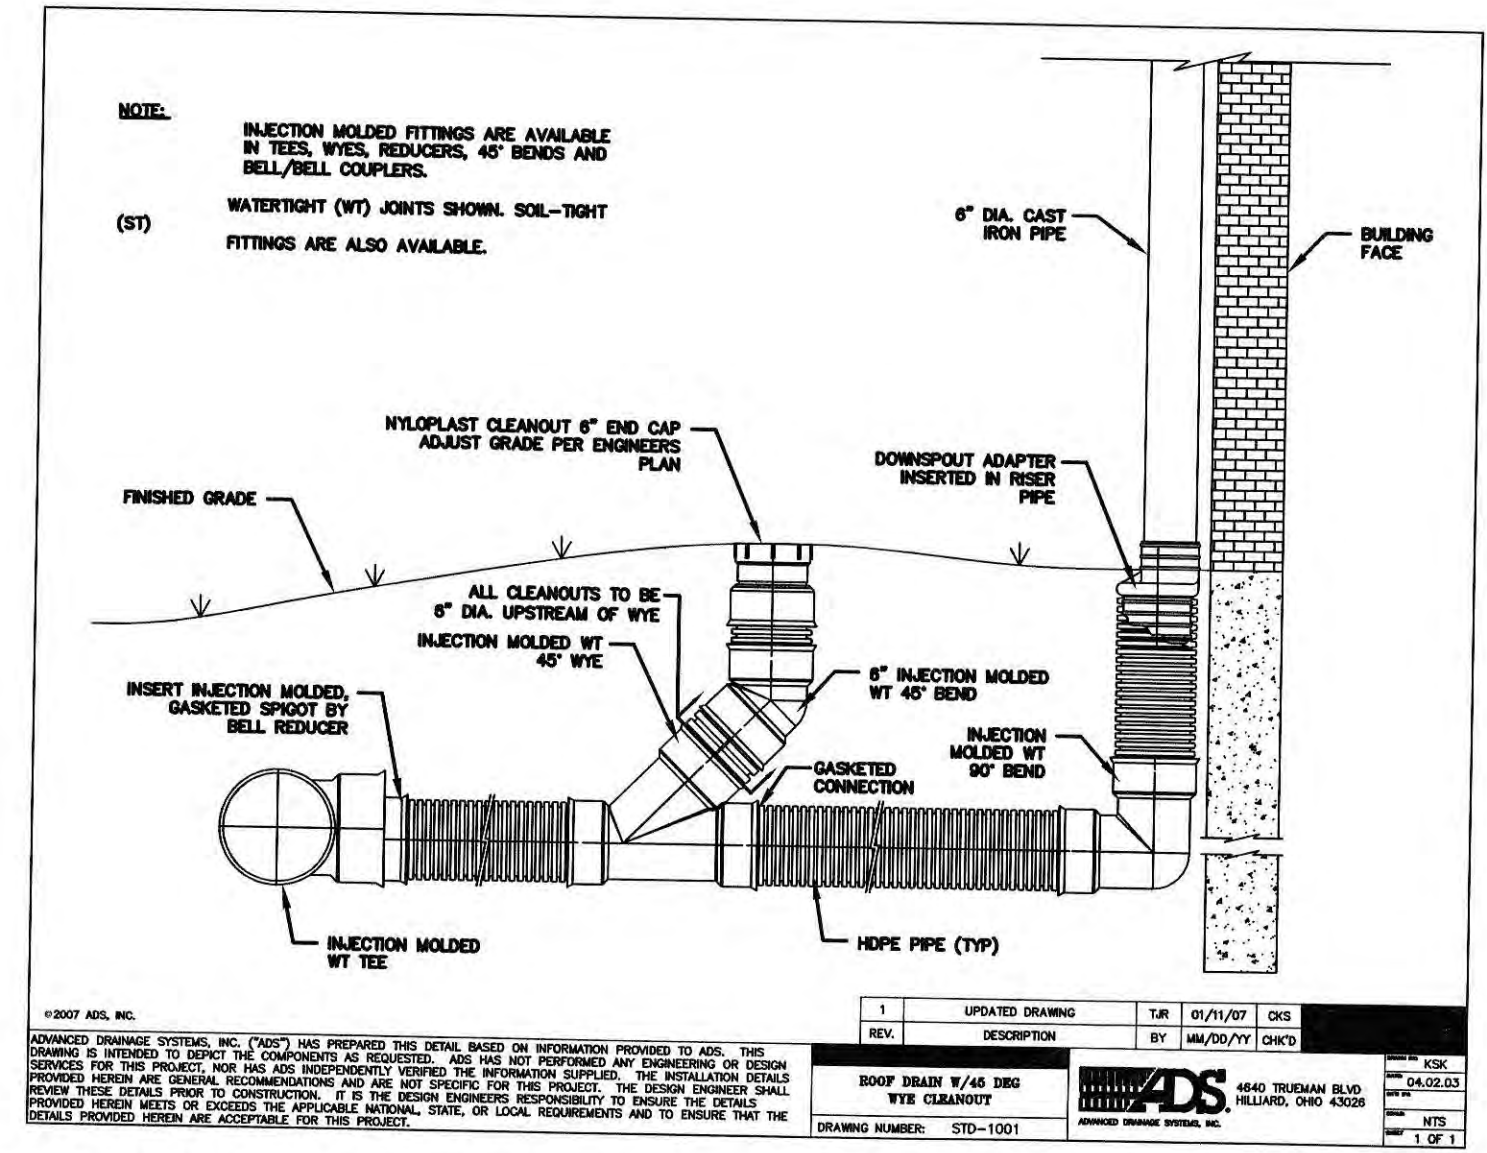 NOTE:
INJECTION MOLDED FITTINGS ARE AVAILABLE
IN TEES, WYES, REDUCERS, 45° BENDS AND
BELL/BELL COUPLERS.
WATERTIGHT (WT) JOINTS SHOWN. SOIL-TIGHT
(ST)
FITTINGS ARE ALSO AVAILABLE.
6" DIA. CAST
IRON PIPE
BUILDING
FACE
NYLOPLAST CLEANOUT 6" END CAP
ADJUST GRADE PER ENGINEERS
PLAN
DOWNSPOUT ADAPTER
INSERTED IN RISER
PIPE
FINISHED GRADE
ALL CLEANOUTS TO BE
6" DIA. UPSTREAM OF WYE
INJECTION MOLDED WT
45° WYE
6" INJECTION MOLDED
WT 45° BEND
INSERT INJECTION MOLDED,
GASKETED SPIGOT BY
BELL REDUCER
INJECTION
MOLDED WT
90° BEND
GASKETED
CONNECTION
INJECTION MOLDED
WT TEE
HDPE PIPE (TYP)
©2007 ADS, INC.
1 UPDATED DRAWING TJR 01/11/07 CKS
REV. DESCRIPTION BY MM/DD/YY CHK'D
ADVANCED DRAINAGE SYSTEMS, INC. ("ADS") HAS PREPARED THIS DETAIL BASED ON INFORMATION PROVIDED TO ADS. THIS
DRAWING IS INTENDED TO DEPICT THE COMPONENTS AS REQUESTED. ADS HAS NOT PERFORMED ANY ENGINEERING OR DESIGN
SERVICES FOR THIS PROJECT, NOR HAS ADS INDEPENDENTLY VERIFIED THE INFORMATION SUPPLIED. THE INSTALLATION DETAILS
PROVIDED HEREIN ARE GENERAL RECOMMENDATIONS AND ARE NOT SPECIFIC FOR THIS PROJECT. THE DESIGN ENGINEER SHALL
REVIEW THESE DETAILS PRIOR TO CONSTRUCTION. IT IS THE DESIGN ENGINEERS RESPONSIBILITY TO ENSURE THE DETAILS
PROVIDED HEREIN MEETS OR EXCEEDS THE APPLICABLE NATIONAL, STATE, OR LOCAL REQUIREMENTS AND TO ENSURE THAT THE
DETAILS PROVIDED HEREIN ARE ACCEPTABLE FOR THIS PROJECT.
ROOF DRAIN W/45 DEG
WYE CLEANOUT
DRAWING NUMBER: STD-1001
ADS.
ADVANCED DRAINAGE SYSTEMS, INC.
4640 TRUEMAN BLVD
HILLIARD, OHIO 43026
KSK
04.02.03
NTS
1 OF 1